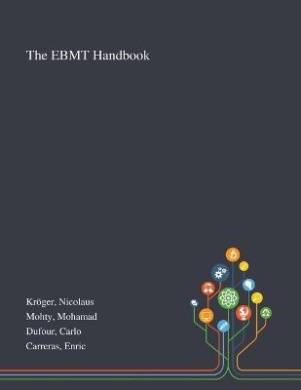 The EBMT Handbook
Kröger, Nicolaus
Mohty, Mohamad
Dufour, Carlo
Carreras, Enric